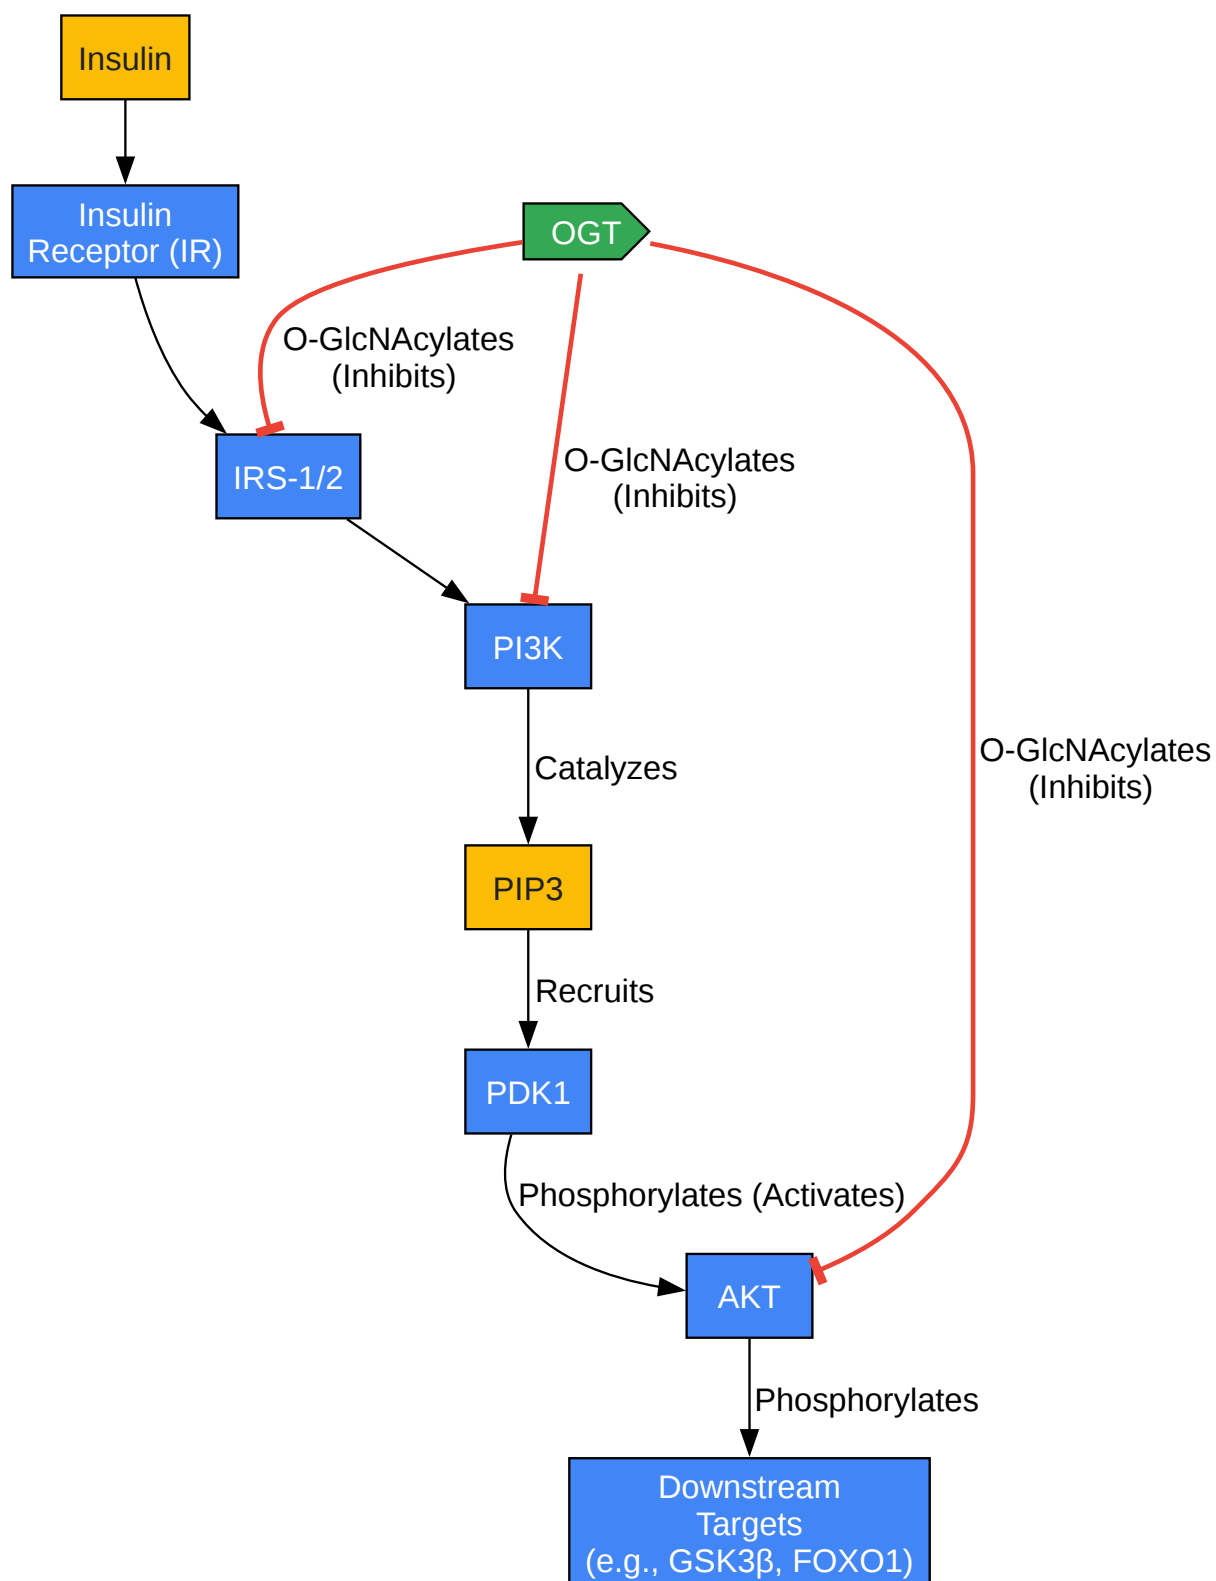 Insulin
Insulin
Receptor (IR)
OGT
O-GlcNAcylates
(Inhibits)
IRS-1/2
O-GlcNAcylates
(Inhibits)
PI3K
Catalyzes
O-GlcNAcylates
(Inhibits)
PIP3
Recruits
PDK1
Phosphorylates (Activates)
AKT
Phosphorylates
Downstream
Targets
(e.g., GSK3β, FOXO1)